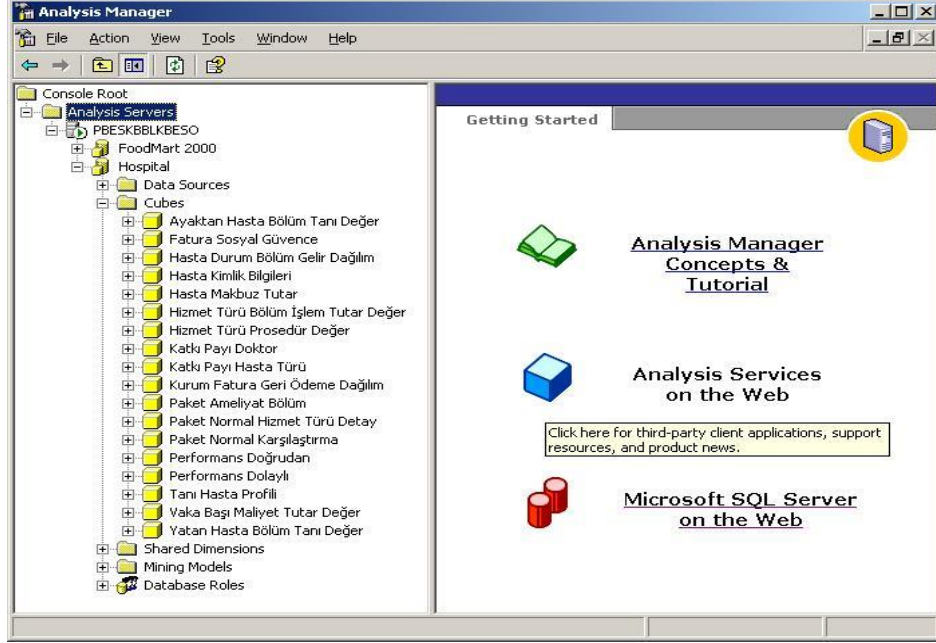 Analysis Manager
File Action View Tools Window Help
Console Root
Analysis Servers
PBESKBBLKBESO
FoodMart 2000
Hospital
Data Sources
Cubes
Ayaktan Hasta Bölüm Tanı Değer
Fatura Sosyal Güvence
Hasta Durum Bölüm Gelir Dağılım
Hasta Kimlik Bilgileri
Hasta Makbuz Tutar
Hizmet Türü Bölüm İşlem Tutar Değer
Hizmet Türü Prosedür Değer
Katkı Payı Doktor
Katkı Payı Hasta Türü
Kurum Fatura Geri Ödeme Dağılım
Paket Ameliyat Bölüm
Paket Normal Hizmet Türü Detay
Paket Normal Karşılaştırma
Performans Doğrudan
Performans Dolaylı
Tanı Hasta Profili
Vaka Başı Maliyet Tutar Değer
Yatan Hasta Bölüm Tanı Değer
Shared Dimensions
Mining Models
Database Roles
Getting Started
Analysis Manager
Concepts &
Tutorial
Analysis Services
on the Web
Click here for third-party client applications, support
resources, and product news.
Microsoft SQL Server
on the Web